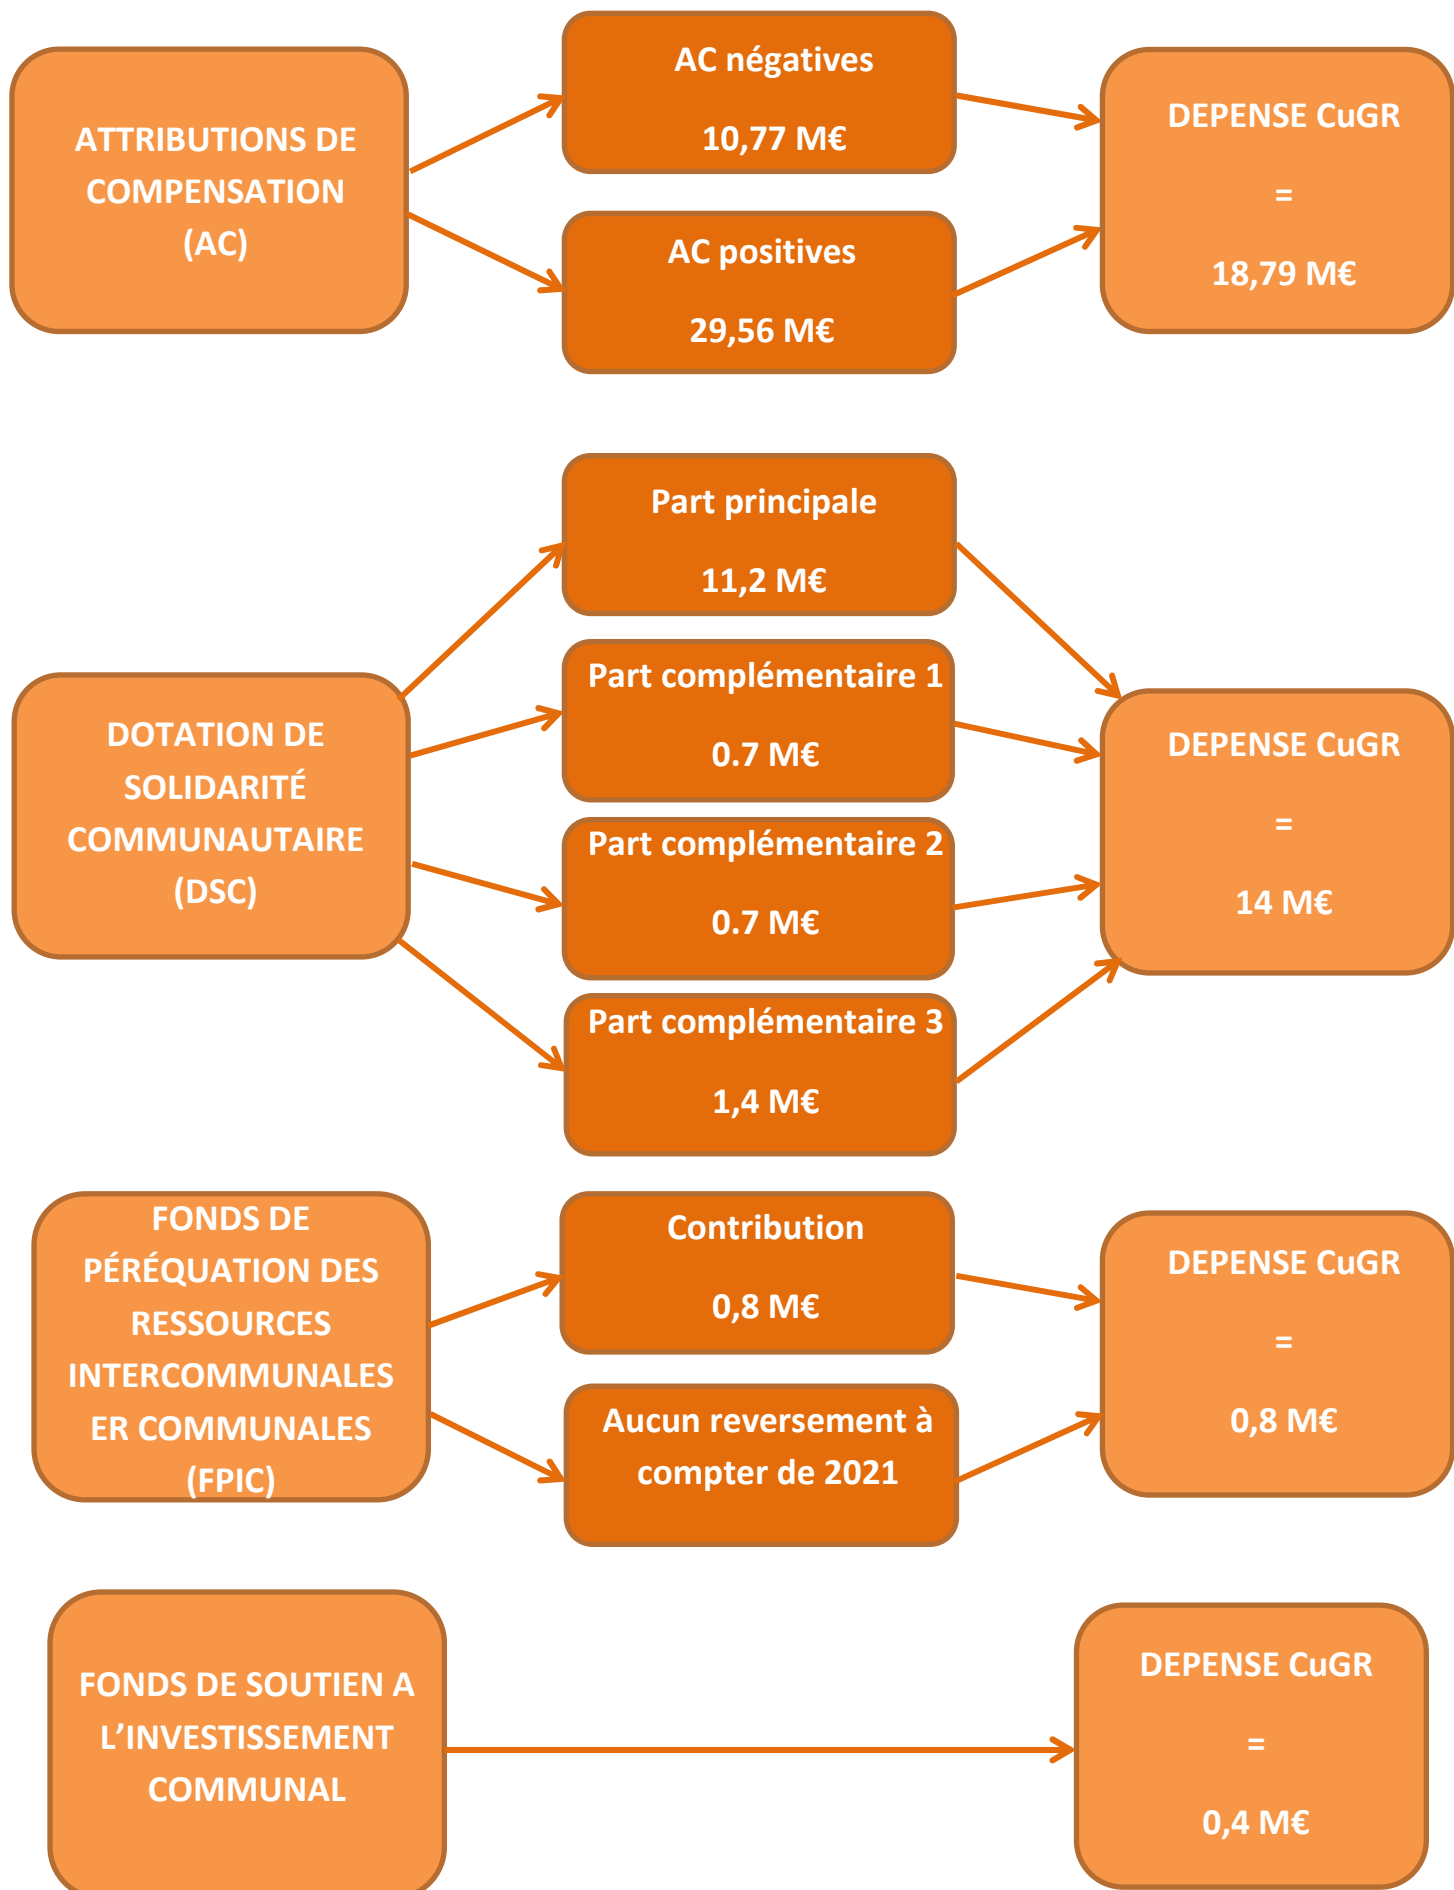 ATTRIBUTIONS DE
COMPENSATION
(AC)
AC négatives
10,77 M€
AC positives
29,56 M€
DEPENSE CuGR
=
18,79 M€
DOTATION DE
SOLIDARITÉ
COMMUNAUTAIRE
(DSC)
Part principale
11,2 M€
Part complémentaire 1
0.7 M€
Part complémentaire 2
0.7 M€
Part complémentaire 3
1,4 M€
DEPENSE CuGR
=
14 M€
FONDS DE
PÉRÉQUATION DES
RESSOURCES
INTERCOMMUNALES
ER COMMUNALES
(FPIC)
Contribution
0,8 M€
Aucun reversement à
compter de 2021
DEPENSE CuGR
=
0,8 M€
FONDS DE SOUTIEN A
L’INVESTISSEMENT
COMMUNAL
DEPENSE CuGR
=
0,4 M€